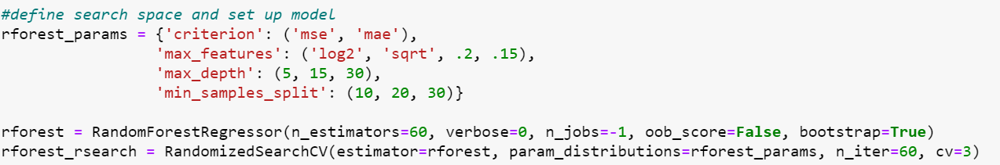 #define search space and set up model
rforest_params = {'criterion': ('mse', 'mae'),
                  'max_features': ('log2', 'sqrt', .2, .15),
                  'max_depth': (5, 15, 30),
                  'min_samples_split': (10, 20, 30)}

rforest = RandomForestRegressor(n_estimators=60, verbose=0, n_jobs=-1, oob_score=False, bootstrap=True)
rforest_rsearch = RandomizedSearchCV(estimator=rforest, param_distributions=rforest_params, n_iter=60, cv=3)